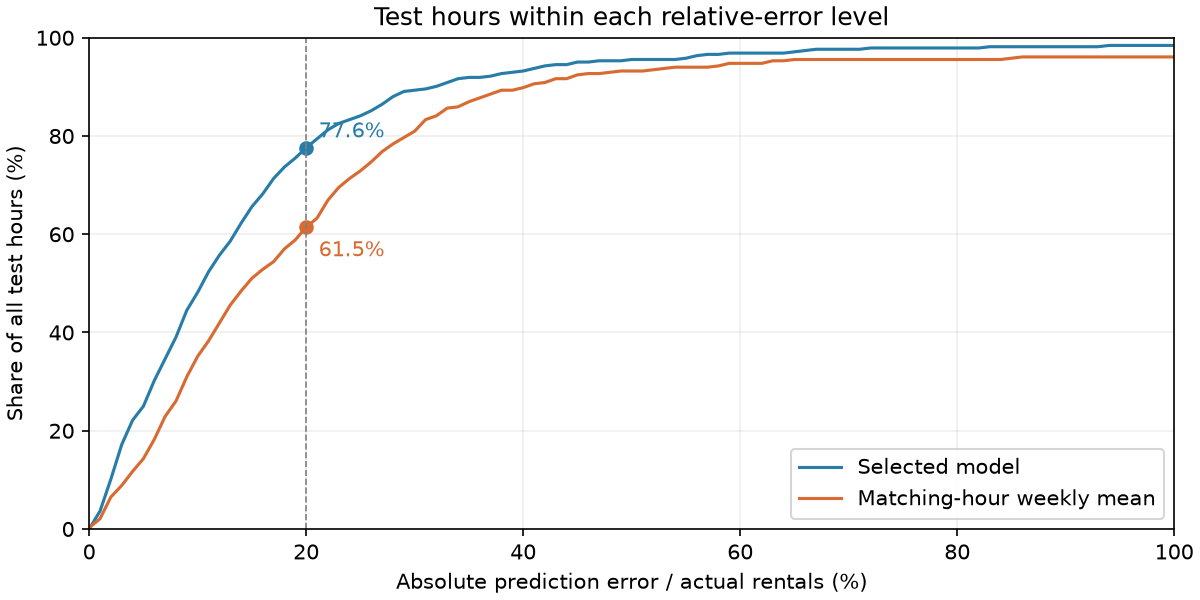 Test hours within each relative-error level
Share of all test hours (%)
100
80
60
40
20
0
77.6%
61.5%
Selected model
Matching-hour weekly mean
0
20
40
60
80
100
Absolute prediction error / actual rentals (%)